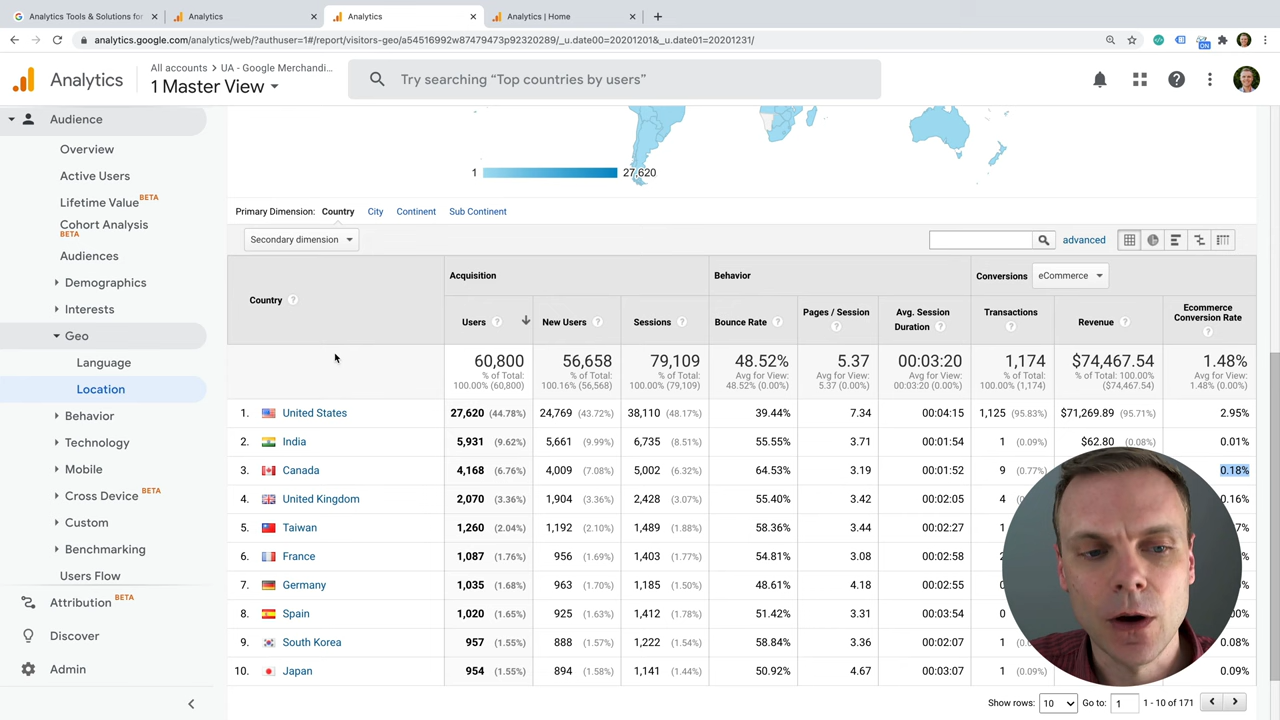 Analytics Tools & Solutions for
Analytics
Analytics
Analytics | Home
analytics.google.com/analytics/web/?authuser=1#/report/visitors-geo/a54516992w87479473p92320289/_u.date00=20201201&_u.date01=20201231/
ON
Analytics
All accounts > UA - Google Merchandi...
1 Master View
Try searching “Top countries by users”
Audience
Overview
Active Users
Lifetime Value BETA
Cohort Analysis
BETA
Audiences
Demographics
Interests
Geo
Language
Location
Behavior
Technology
Mobile
Cross Device BETA
Custom
Benchmarking
Users Flow
Attribution BETA
Discover
Admin
1 27,620
Primary Dimension: Country City Continent Sub Continent
Secondary dimension
advanced
Acquisition Behavior Conversions eCommerce
Country ?
Users ? New Users ? Sessions ? Bounce Rate ? Pages / Session ? Avg. Session Duration ? Transactions ? Revenue ? Ecommerce Conversion Rate ?
60,800 56,658 79,109 48.52% 5.37 00:03:20 1,174 $74,467.54 1.48%
% of Total: % of Total: % of Total: Avg for View: Avg for View: Avg for View: % of Total: % of Total: 100.00% Avg for View:
100.00% (60,800) 100.16% (56,568) 100.00% (79,109) 48.52% (0.00%) 5.37 (0.00%) 00:03:20 (0.00%) 100.00% (1,174) ($74,467.54) 1.48% (0.00%)
1. United States 27,620 (44.78%) 24,769 (43.72%) 38,110 (48.17%) 39.44% 7.34 00:04:15 1,125 (95.83%) $71,269.89 (95.71%) 2.95%
2. India 5,931 (9.62%) 5,661 (9.99%) 6,735 (8.51%) 55.55% 3.71 00:01:54 1 (0.09%) $62.80 (0.08%) 0.01%
3. Canada 4,168 (6.76%) 4,009 (7.08%) 5,002 (6.32%) 64.53% 3.19 00:01:52 9 (0.77%) 0.18%
4. United Kingdom 2,070 (3.36%) 1,904 (3.36%) 2,428 (3.07%) 55.40% 3.42 00:02:05 4
5. Taiwan 1,260 (2.04%) 1,192 (2.10%) 1,489 (1.88%) 58.36% 3.44 00:02:27 1
6. France 1,087 (1.76%) 956 (1.69%) 1,403 (1.77%) 54.81% 3.08 00:02:58
7. Germany 1,035 (1.68%) 963 (1.70%) 1,185 (1.50%) 48.61% 4.18 00:02:55
8. Spain 1,020 (1.65%) 925 (1.63%) 1,412 (1.78%) 51.42% 3.31 00:03:54 0
9. South Korea 957 (1.55%) 888 (1.57%) 1,222 (1.54%) 58.84% 3.36 00:02:07 1 0.08%
10. Japan 954 (1.55%) 894 (1.58%) 1,141 (1.44%) 50.92% 4.67 00:03:07 1 (0.09%) 0.09%
Show rows: 10 Go to: 1 1 - 10 of 171